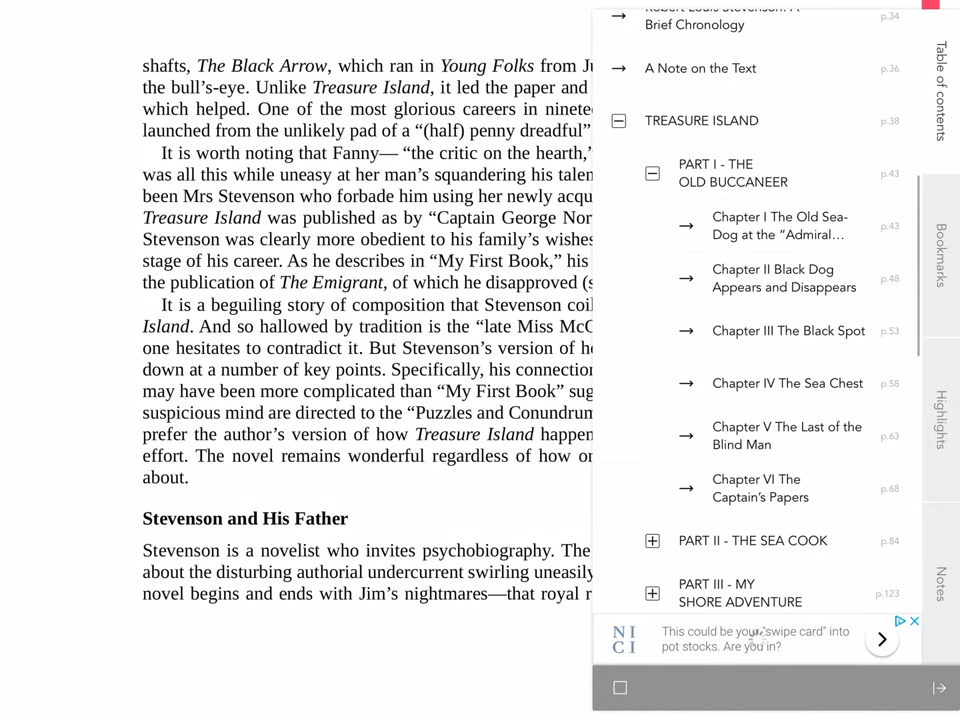 shafts, The Black Arrow, which ran in Young Folks from
the bull's-eye. Unlike Treasure Island, it led the paper and
which helped. One of the most glorious careers in
launched from the unlikely pad of a “(half) penny dreadful”
It is worth noting that Fanny— “the critic on the hearth,”
was all this while uneasy at her man’s squandering his
been Mrs Stevenson who forbade him using her newly
Treasure Island was published as by “Captain George
Stevenson was clearly more obedient to his family’s wishes
stage of his career. As he describes in “My First Book,” his
the publication of The Emigrant, of which he disapproved
It is a beguiling story of composition that Stevenson
Island. And so hallowed by tradition is the “late Miss
one hesitates to contradict it. But Stevenson’s version of
down at a number of key points. Specifically, his
may have been more complicated than “My First Book”
suspicious mind are directed to the “Puzzles and
prefer the author’s version of how Treasure Island
effort. The novel remains wonderful regardless of how
about.
Stevenson and His Father
Stevenson is a novelist who invites psychobiography. The
about the disturbing authorial undercurrent swirling uneasily
novel begins and ends with Jim’s nightmares—that royal
Robert Louis Stevenson: A
Brief Chronology p.34
A Note on the Text p.36
TREASURE ISLAND p.38
PART I - THE
OLD BUCCANEER p.43
Chapter I The Old Sea-
Dog at the “Admiral… p.43
Chapter II Black Dog
Appears and Disappears p.48
Chapter III The Black Spot p.53
Chapter IV The Sea Chest p.58
Chapter V The Last of the
Blind Man p.63
Chapter VI The
Captain’s Papers p.68
PART II - THE SEA COOK p.84
PART III - MY
SHORE ADVENTURE p.123
NI
CI
This could be your "swipe card" into
pot stocks. Are you in?
Table of contents
Bookmarks
Highlights
Notes